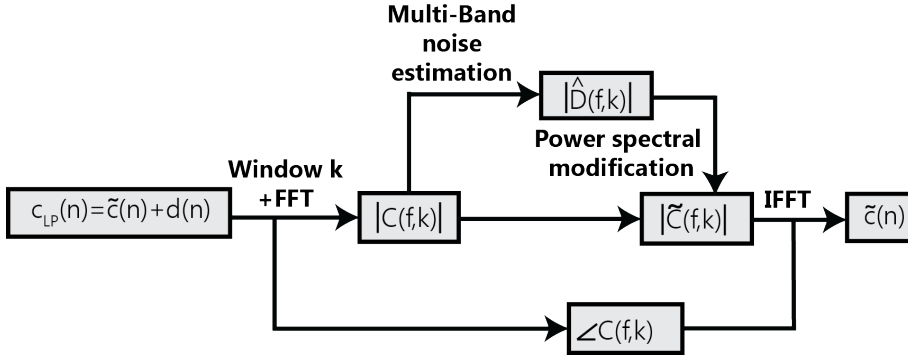 Multi-Band
noise
estimation
|D̂(f,k)|
Power spectral
modification
Window k
+FFT
IFFT
c_LP(n)=c̃(n)+d(n)
|C(f,k)|
|C̃(f,k)|
c̃(n)
∠C(f,k)